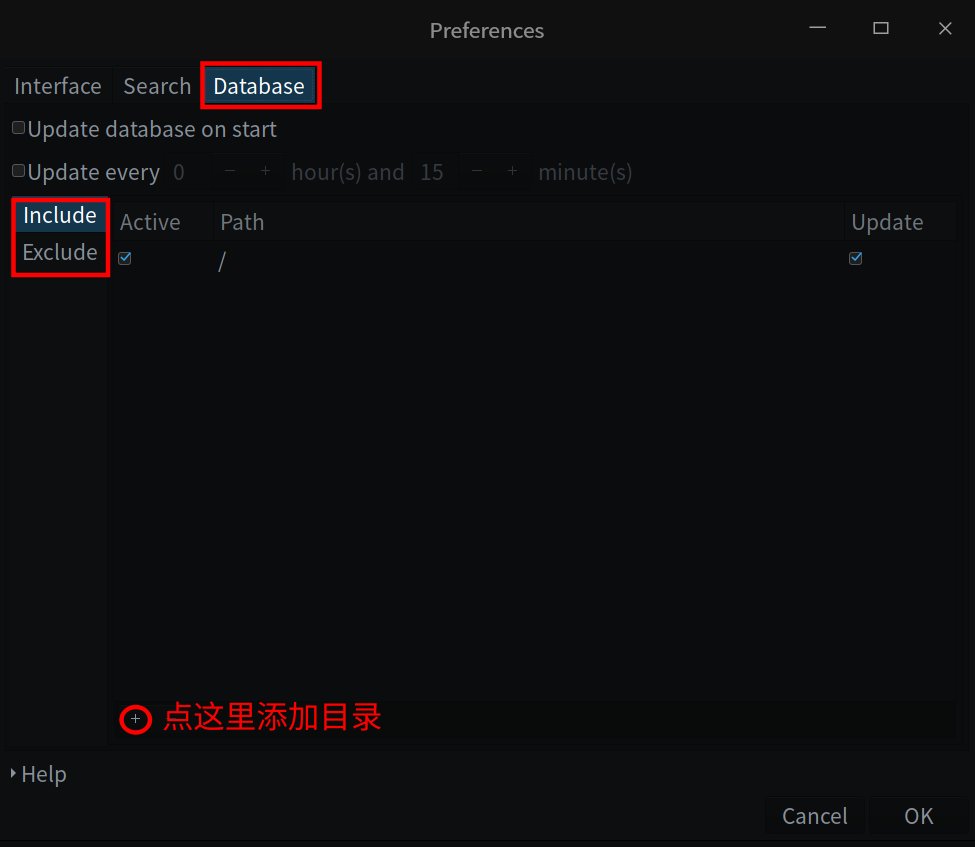 Preferences
Interface Search Database
Update database on start
Update every 0 − + hour(s) and 15 − + minute(s)
Include
Exclude
Active Path Update
/
+ 点这里添加目录
Help
Cancel OK